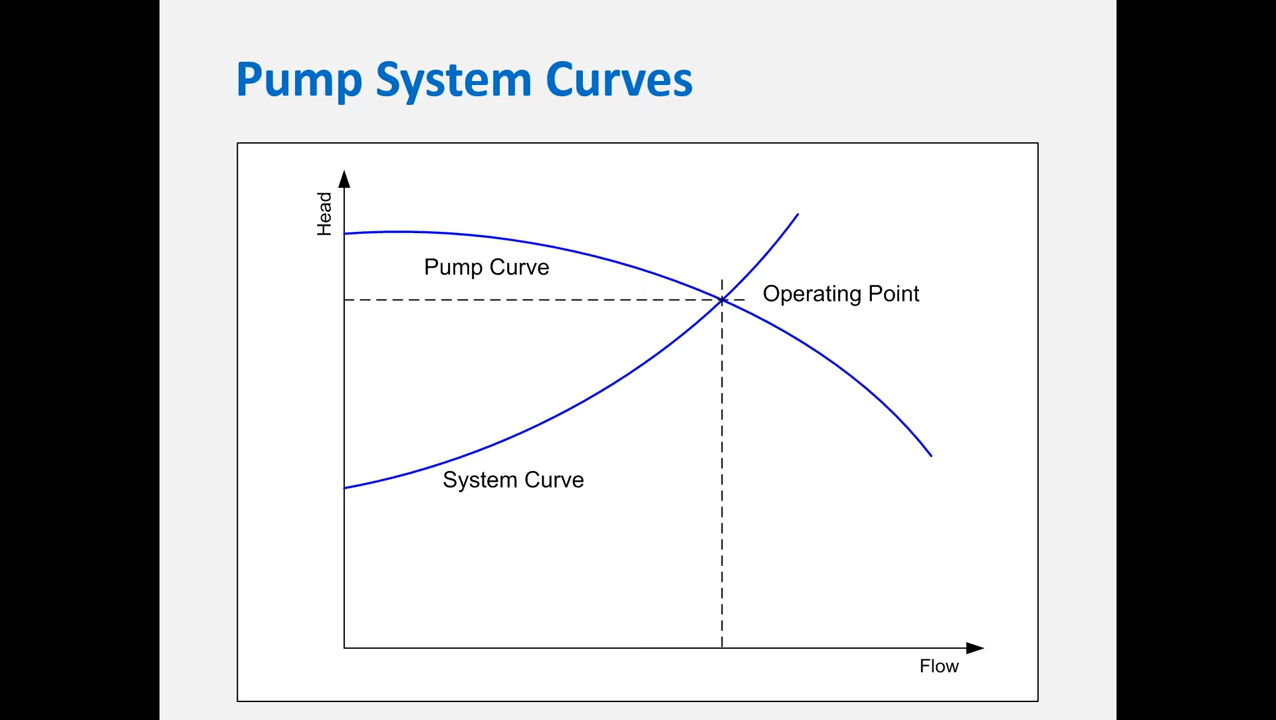 Pump System Curves
Head
Pump Curve
Operating Point
System Curve
Flow